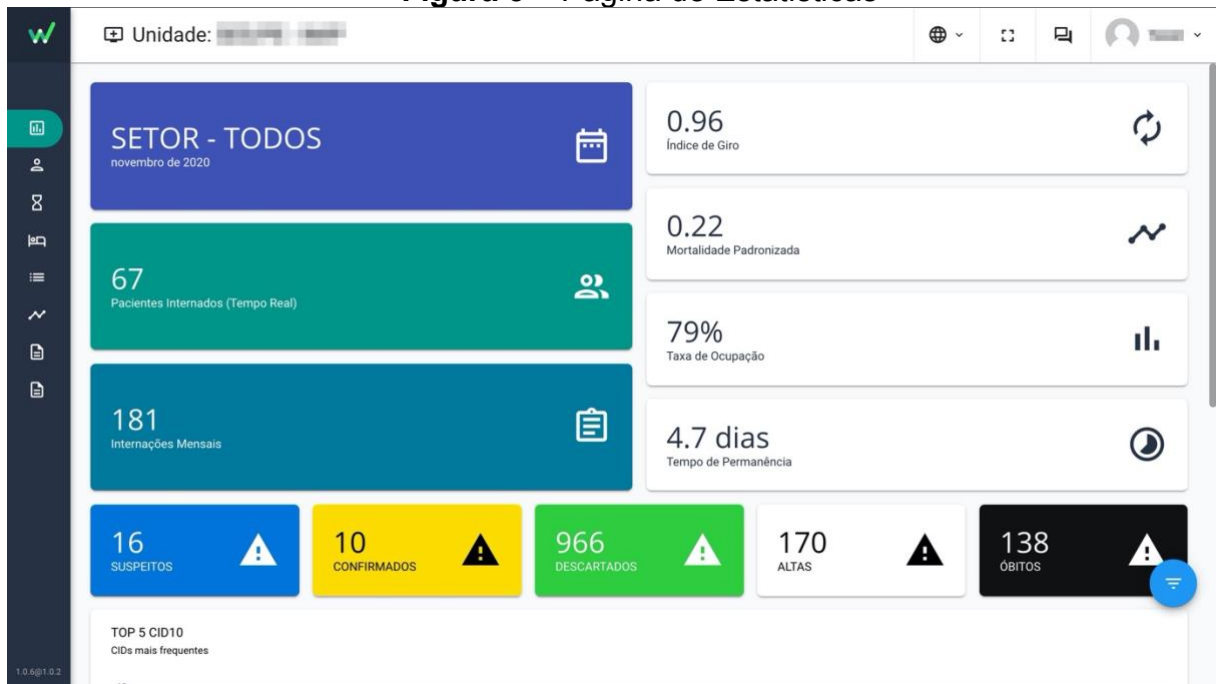 Figura 3 – Página de Estatísticas
Unidade:
SETOR - TODOS
novembro de 2020
67
Pacientes Internados (Tempo Real)
181
Internações Mensais
0.96
Índice de Giro
0.22
Mortalidade Padronizada
79%
Taxa de Ocupação
4.7 dias
Tempo de Permanência
16
SUSPEITOS
10
CONFIRMADOS
966
DESCARTADOS
170
ALTAS
138
ÓBITOS
TOP 5 CID10
CIDs mais frequentes
1.0.6@1.0.2